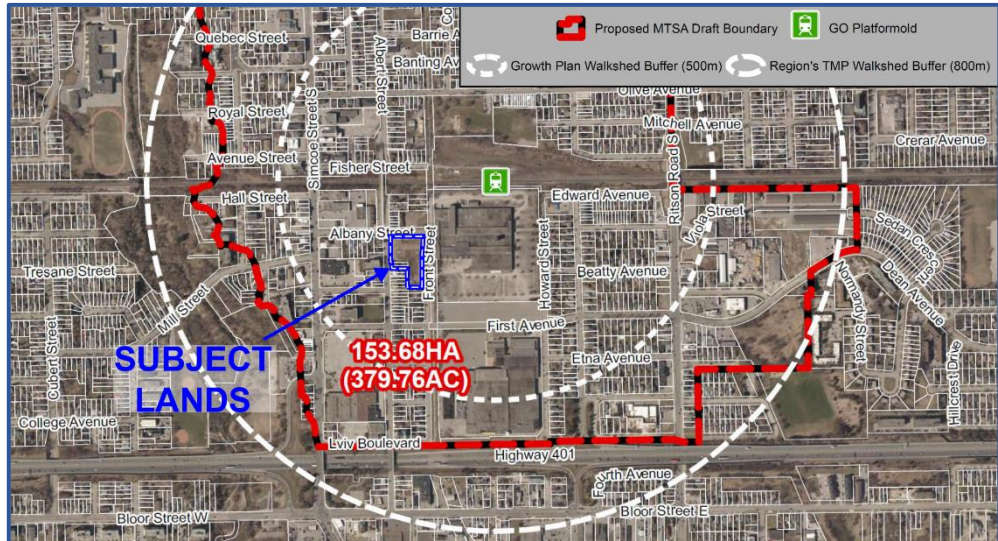 Proposed MTSA Draft Boundary
GO Platformold
Growth Plan Walkshed Buffer (500m)
Region's TMP Walkshed Buffer (800m)
Quebec Street
Barrie A
Banting Av
Albert Street
Simcoe Street S
Olive Avenue
Royal Street
Mitchell Avenue
Crerar Avenue
Avenue Street
Fisher Street
Ritson Road S
Hall Street
Edward Avenue
Viola Street
Albany Street
Front Street
Howard Street
Sedan Crescent
Tresane Street
Beatty Avenue
Dean Avenue
Mill Street
Normandy Street
First Avenue
Cubert Street
SUBJECT
LANDS
153.68HA
(379.76AC)
Etna Avenue
Hillcrest Drive
College Avenue
Lviv Boulevard
Highway 401
Fourth Avenue
Bloor Street W
Bloor Street E